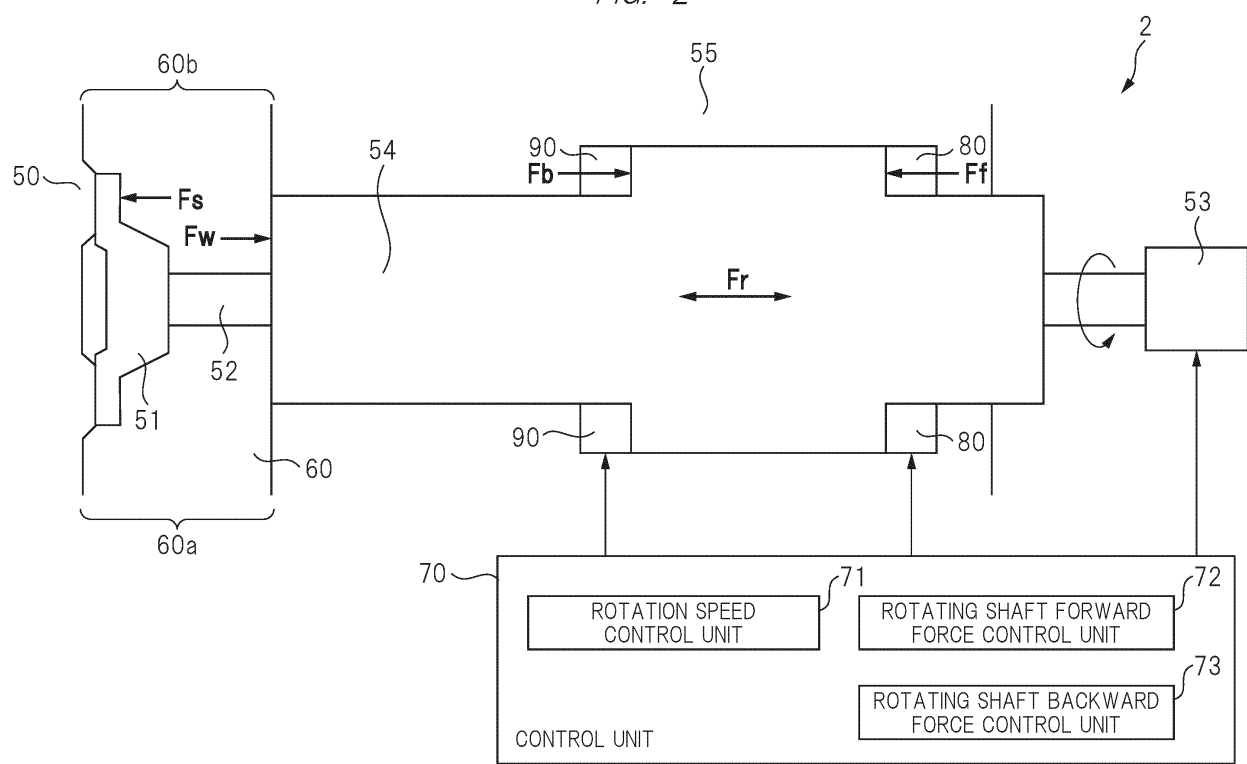 FIG. 2
2
60b
55
54
90
80
50
Fb
Ff
Fs
53
Fw
Fr
52
51
90
80
60
60a
70
71
72
ROTATION SPEED
CONTROL UNIT
ROTATING SHAFT FORWARD
FORCE CONTROL UNIT
73
ROTATING SHAFT BACKWARD
FORCE CONTROL UNIT
CONTROL UNIT